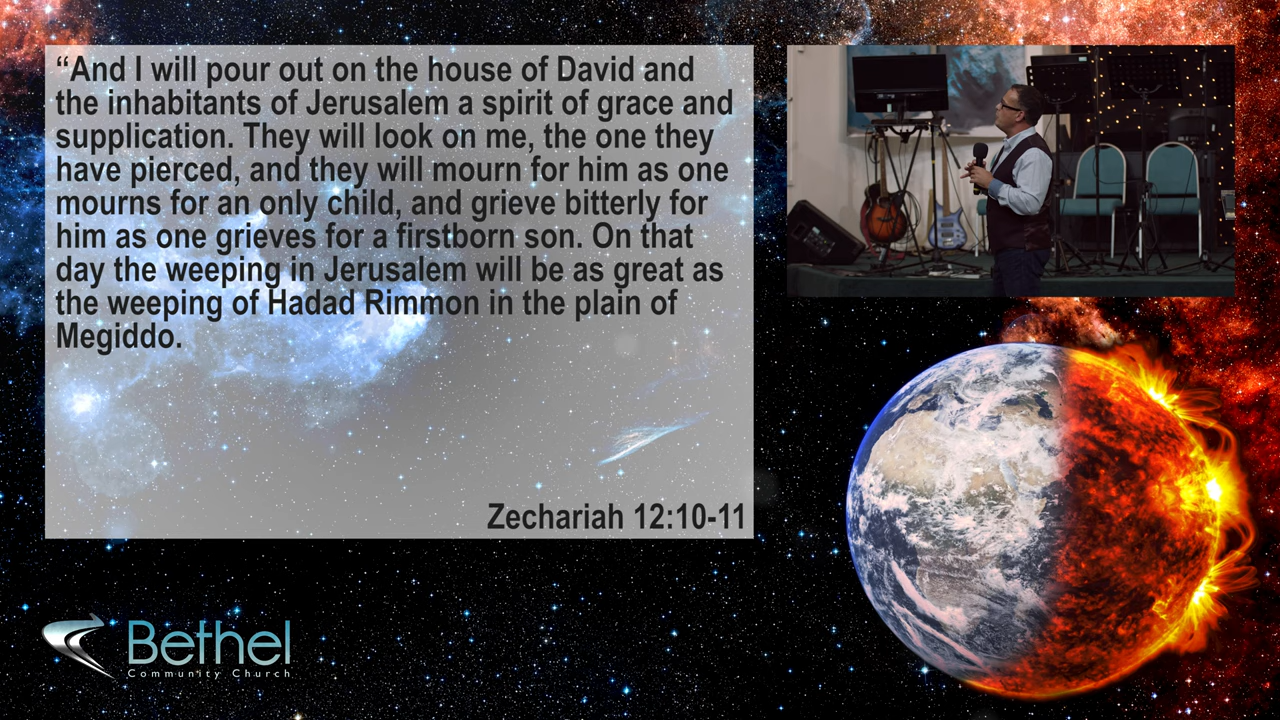 “And I will pour out on the house of David and
the inhabitants of Jerusalem a spirit of grace and
supplication. They will look on me, the one they
have pierced, and they will mourn for him as one
mourns for an only child, and grieve bitterly for
him as one grieves for a firstborn son. On that
day the weeping in Jerusalem will be as great as
the weeping of Hadad Rimmon in the plain of
Megiddo.
Zechariah 12:10-11
Bethel
Community Church